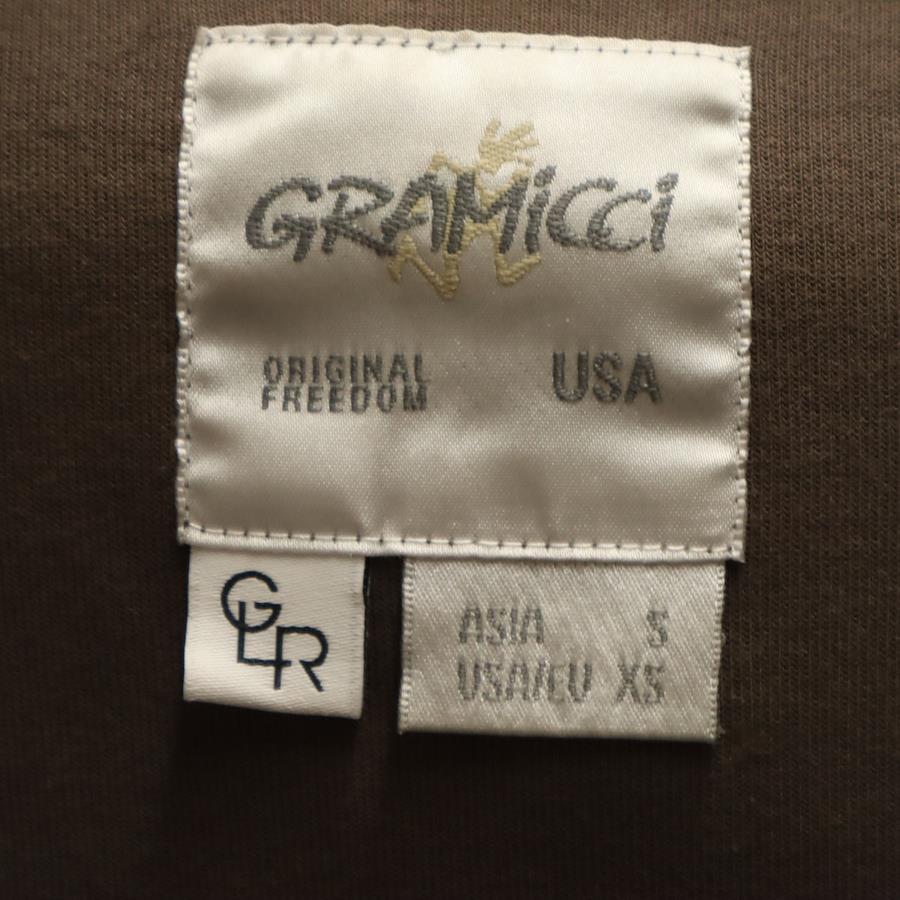 GRAMiCCi
ORIGINAL
FREEDOM
USA
GLR
ASIA S
USA/EU XS